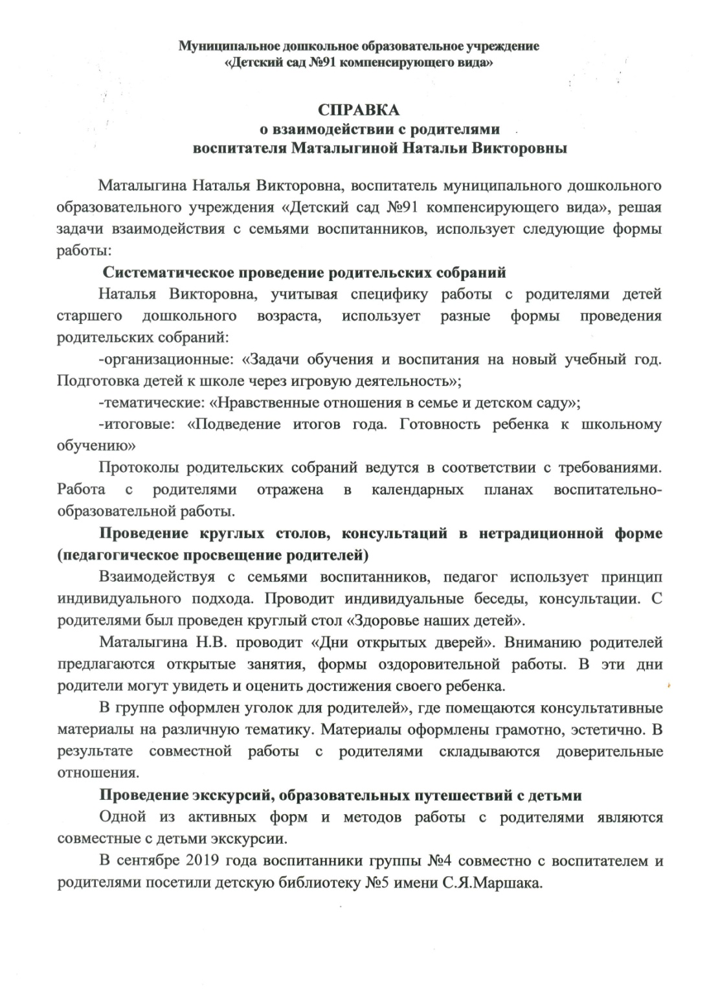 Муниципальное дошкольное образовательное учреждение
«Детский сад №91 компенсирующего вида»
СПРАВКА
о взаимодействии с родителями
воспитателя Маталыгиной Натальи Викторовны
Маталыгина Наталья Викторовна, воспитатель муниципального дошкольного
образовательного учреждения «Детский сад №91 компенсирующего вида», решая
задачи взаимодействия с семьями воспитанников, использует следующие формы
работы:
Систематическое проведение родительских собраний
Наталья Викторовна, учитывая специфику работы с родителями детей
старшего дошкольного возраста, использует разные формы проведения
родительских собраний:
-организационные: «Задачи обучения и воспитания на новый учебный год.
Подготовка детей к школе через игровую деятельность»;
-тематические: «Нравственные отношения в семье и детском саду»;
-итоговые: «Подведение итогов года. Готовность ребенка к школьному
обучению»
Протоколы родительских собраний ведутся в соответствии с требованиями.
Работа с родителями отражена в календарных планах воспитательно-
образовательной работы.
Проведение круглых столов, консультаций в нетрадиционной форме
(педагогическое просвещение родителей)
Взаимодействуя с семьями воспитанников, педагог использует принцип
индивидуального подхода. Проводит индивидуальные беседы, консультации. С
родителями был проведен круглый стол «Здоровье наших детей».
Маталыгина Н.В. проводит «Дни открытых дверей». Вниманию родителей
предлагаются открытые занятия, формы оздоровительной работы. В эти дни
родители могут увидеть и оценить достижения своего ребенка.
В группе оформлен уголок для родителей», где помещаются консультативные
материалы на различную тематику. Материалы оформлены грамотно, эстетично. В
результате совместной работы с родителями складываются доверительные
отношения.
Проведение экскурсий, образовательных путешествий с детьми
Одной из активных форм и методов работы с родителями являются
совместные с детьми экскурсии.
В сентябре 2019 года воспитанники группы №4 совместно с воспитателем и
родителями посетили детскую библиотеку №5 имени С.Я.Маршака.